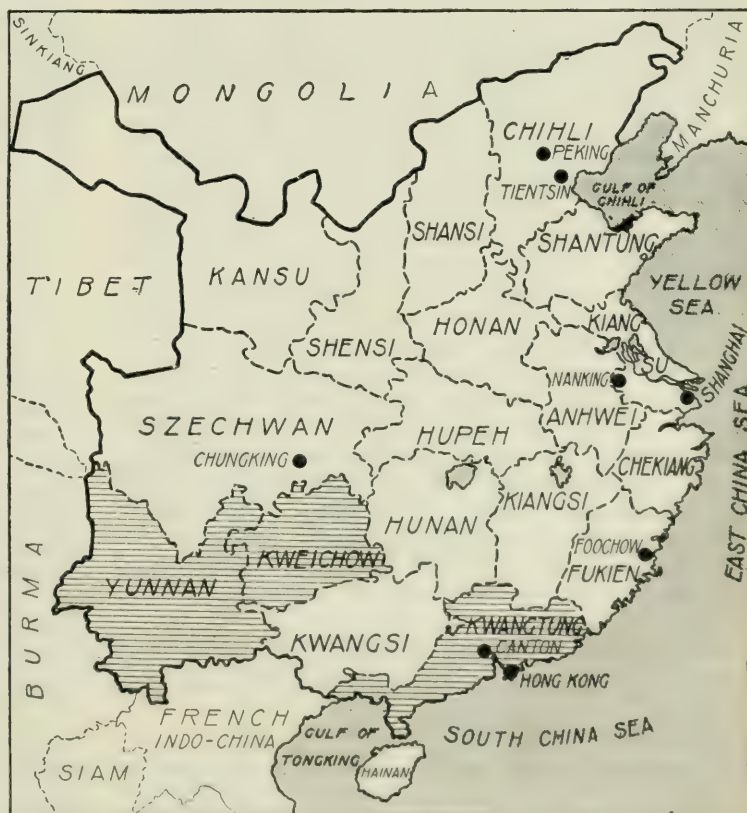 SINKIANG
MONGOLIA
MANCHURIA
CHIHLI
PEKING
TIENTSIN
GULF OF
CHIHLI
SHANSI
SHANTUNG
KANSU
TIBET
YELLOW
SEA
HONAN
KIANG
SU
SHENSI
SHANGHAI
NANKING
ANHWEI
SZECHWAN
HUPEH
CHUNGKING
CHEKIANG
KIANGSI
HUNAN
EAST CHINA SEA
FOOCHOW
FUKIEN
KWEICHOW
YUNNAN
BURMA
KWANGTUNG
CANTON
KWANGSI
HONG KONG
FRENCH
INDO-CHINA
GULF OF
TONGKING
SOUTH CHINA SEA
SIAM
HAINAN